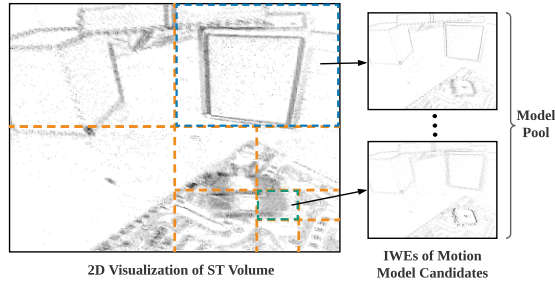 Model
Pool
2D Visualization of ST Volume
IWEs of Motion
Model Candidates